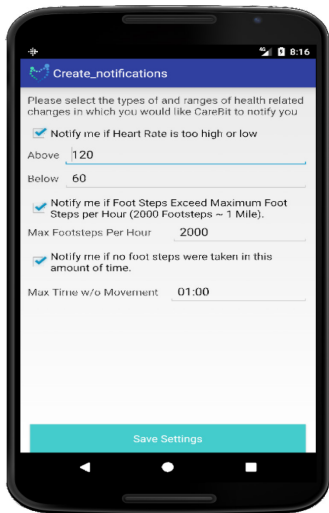 4G 8:16
Create_notifications
Please select the types of and ranges of health related
changes in which you would like CareBit to notify you
Notify me if Heart Rate is too high or low
Above 120
Below 60
Notify me if Foot Steps Exceed Maximum Foot
Steps per Hour (2000 Footsteps ~ 1 Mile).
Max Footsteps Per Hour 2000
Notify me if no foot steps were taken in this
amount of time.
Max Time w/o Movement 01:00
Save Settings